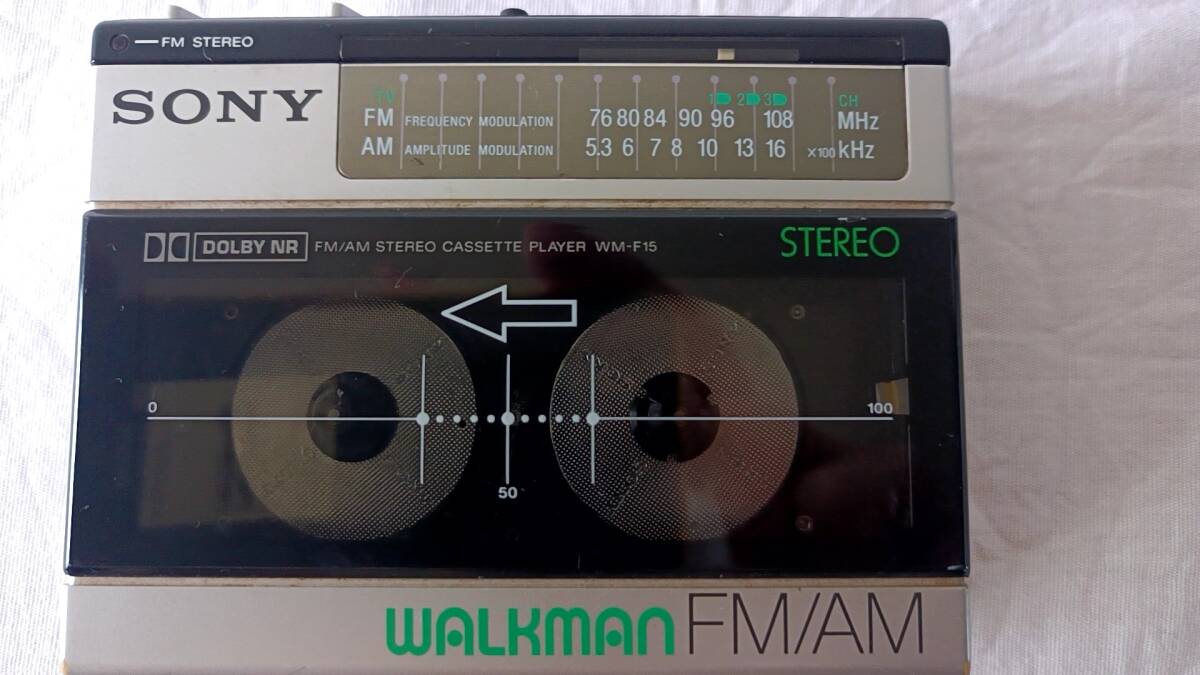 FM STEREO
SONY
TV 1 2 3 CH
FM FREQUENCY MODULATION 76 80 84 90 96 108 MHz
AM AMPLITUDE MODULATION 5.3 6 7 8 10 13 16 ×100 kHz
DOLBY NR FM/AM STEREO CASSETTE PLAYER WM-F15 STEREO
0 100
50
WALKMAN FM/AM